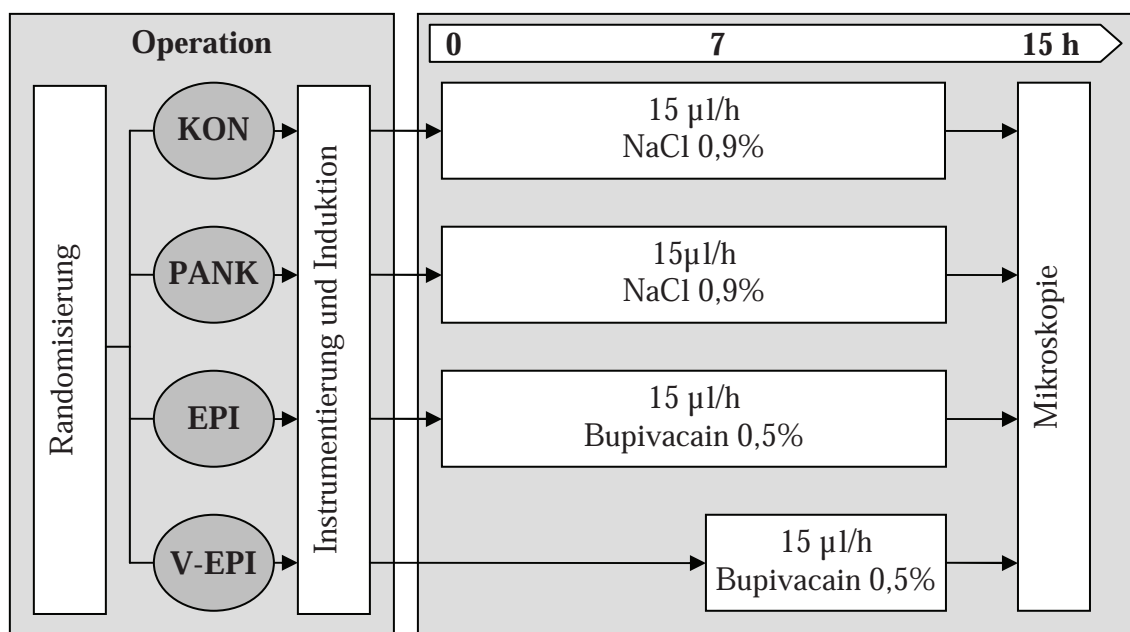 Operation
0 7 15 h
Randomisierung
KON
PANK
EPI
V-EPI
Instrumentierung und Induktion
15 µl/h
NaCl 0,9%
15µl/h
NaCl 0,9%
15 µl/h
Bupivacain 0,5%
15 µl/h
Bupivacain 0,5%
Mikroskopie